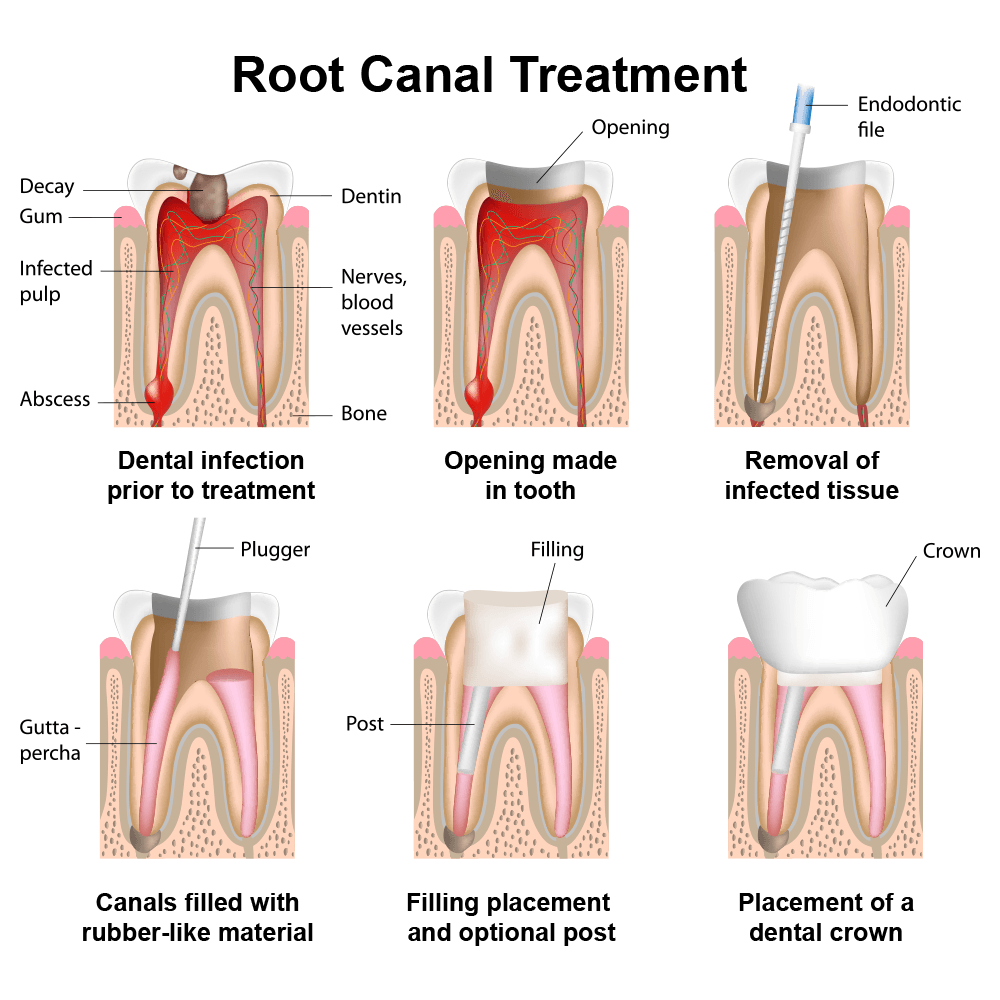 Root Canal Treatment
Decay
Gum
Infected
pulp
Abscess
Dentin
Nerves,
blood
vessels
Bone
Dental infection
prior to treatment
Opening
Opening made
in tooth
Endodontic
file
Removal of
infected tissue
Plugger
Gutta -
percha
Canals filled with
rubber-like material
Filling
Post
Filling placement
and optional post
Crown
Placement of a
dental crown